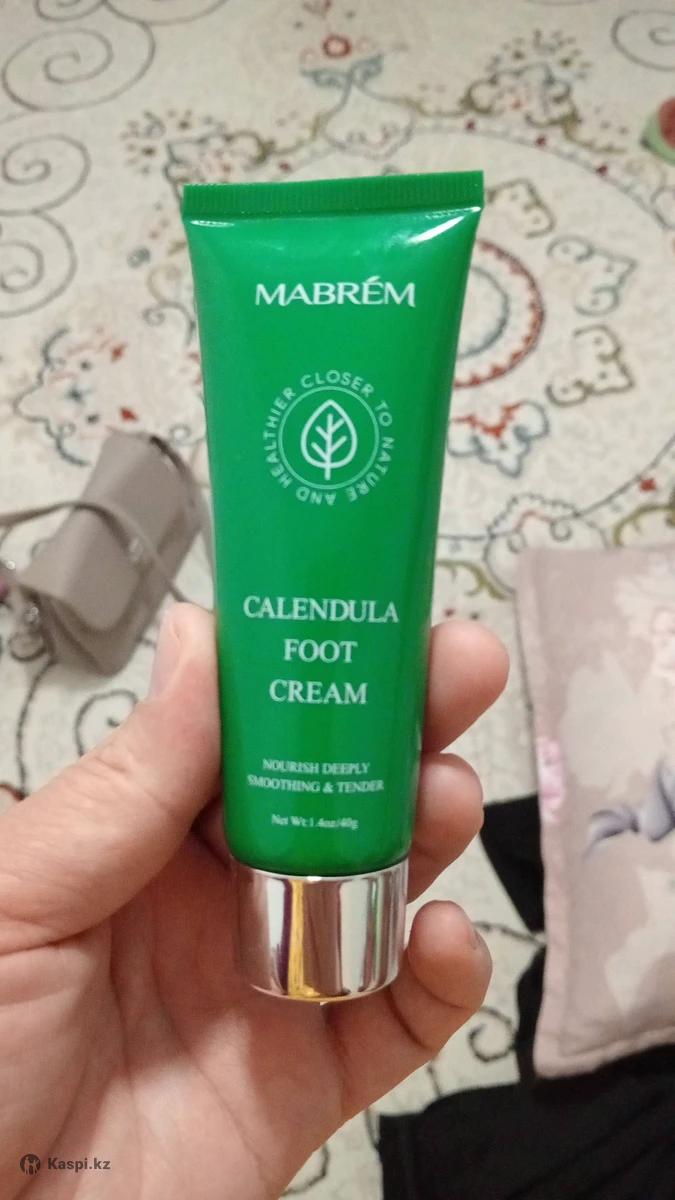 MABRÉM
CLOSER TO NATURE AND HEALTHIER
CALENDULA
FOOT
CREAM
NOURISH DEEPLY
SMOOTHING & TENDER
Net Wt:1.4oz/40g
Kaspi.kz